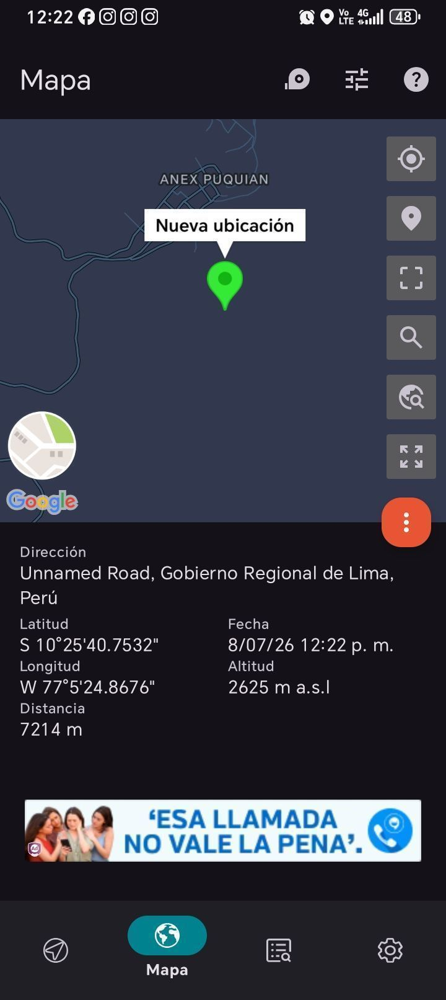 12:22
Vo LTE 4G 48
Mapa
ANEX PUQUIAN
Nueva ubicación
Google
Dirección
Unnamed Road, Gobierno Regional de Lima,
Perú
Latitud
S 10°25'40.7532"
Fecha
8/07/26 12:22 p. m.
Longitud
W 77°5'24.8676"
Altitud
2625 m a.s.l
Distancia
7214 m
‘ESA LLAMADA
NO VALE LA PENA’.
Ad
Mapa